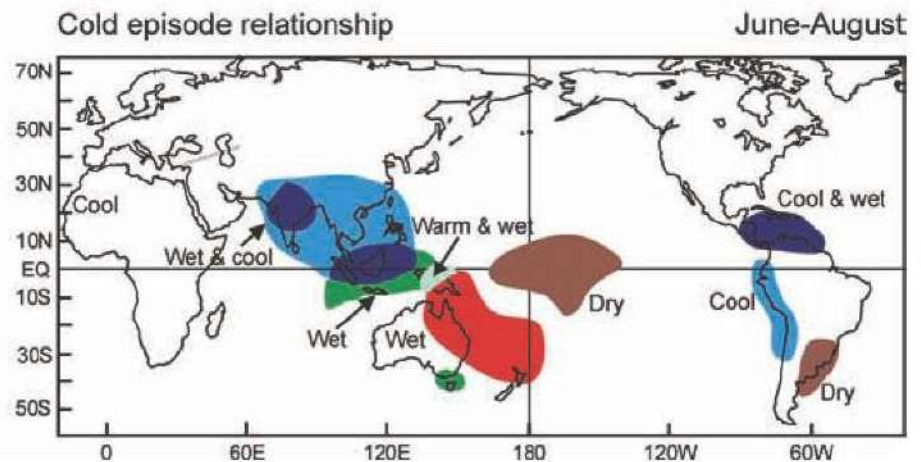 Cold episode relationship
June-August
70N
50N
30N
10N
EQ
10S
30S
50S
0
60E
120E
180
120W
60W
Cool
Wet & cool
Warm & wet
Wet
Wet
Dry
Cool & wet
Cool
Dry